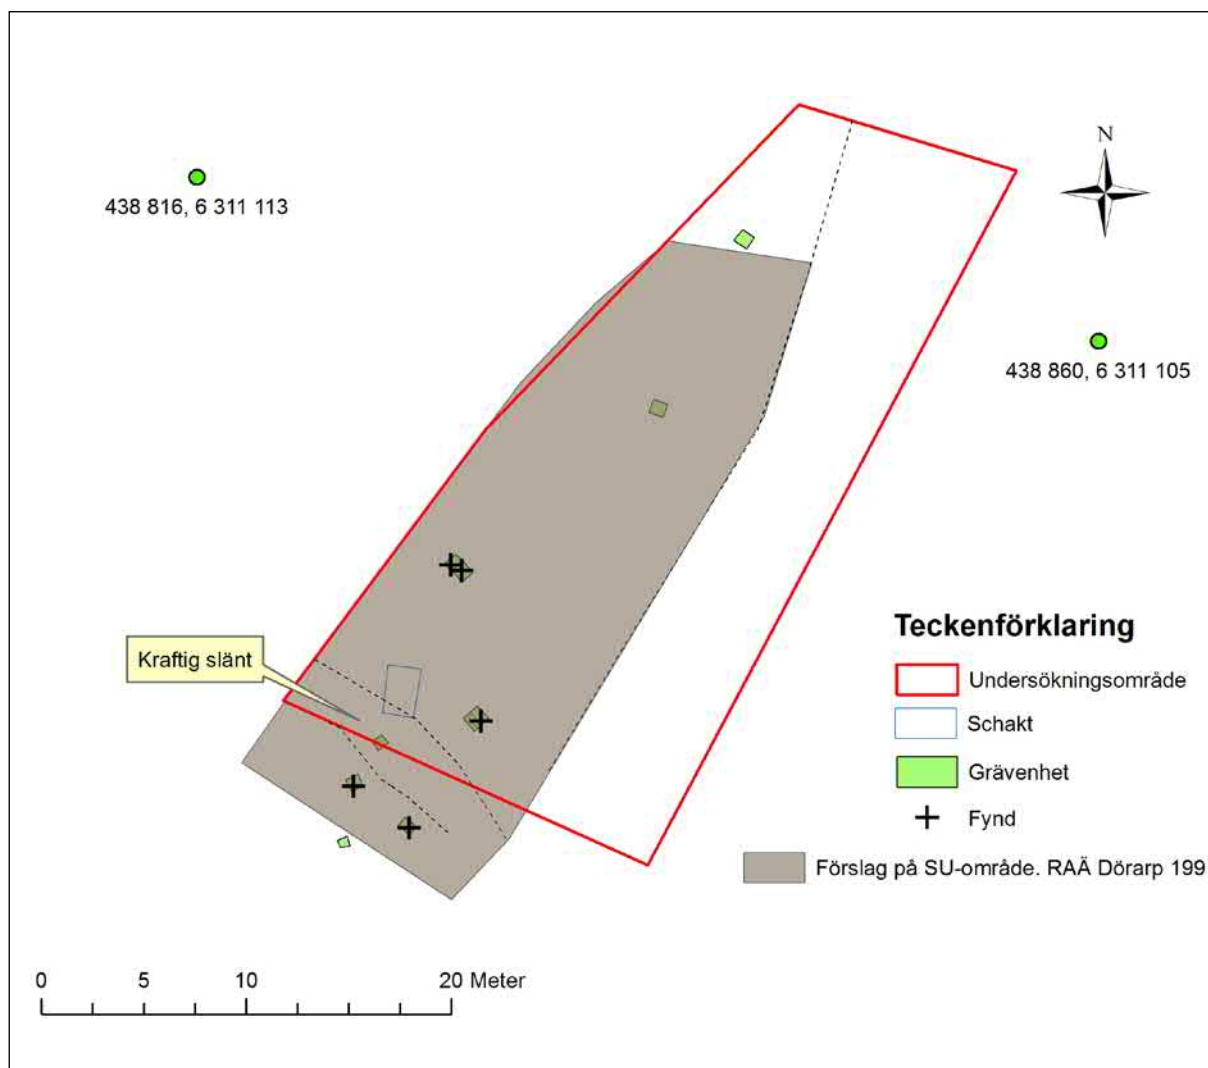 N
438 816, 6 311 113
438 860, 6 311 105
Kraftig slänt
Teckenförklaring
Undersökningsområde
Schakt
Grävenhet
Fynd
Förslag på SU-område. RAÄ Dörarp 199
0 5 10 20 Meter